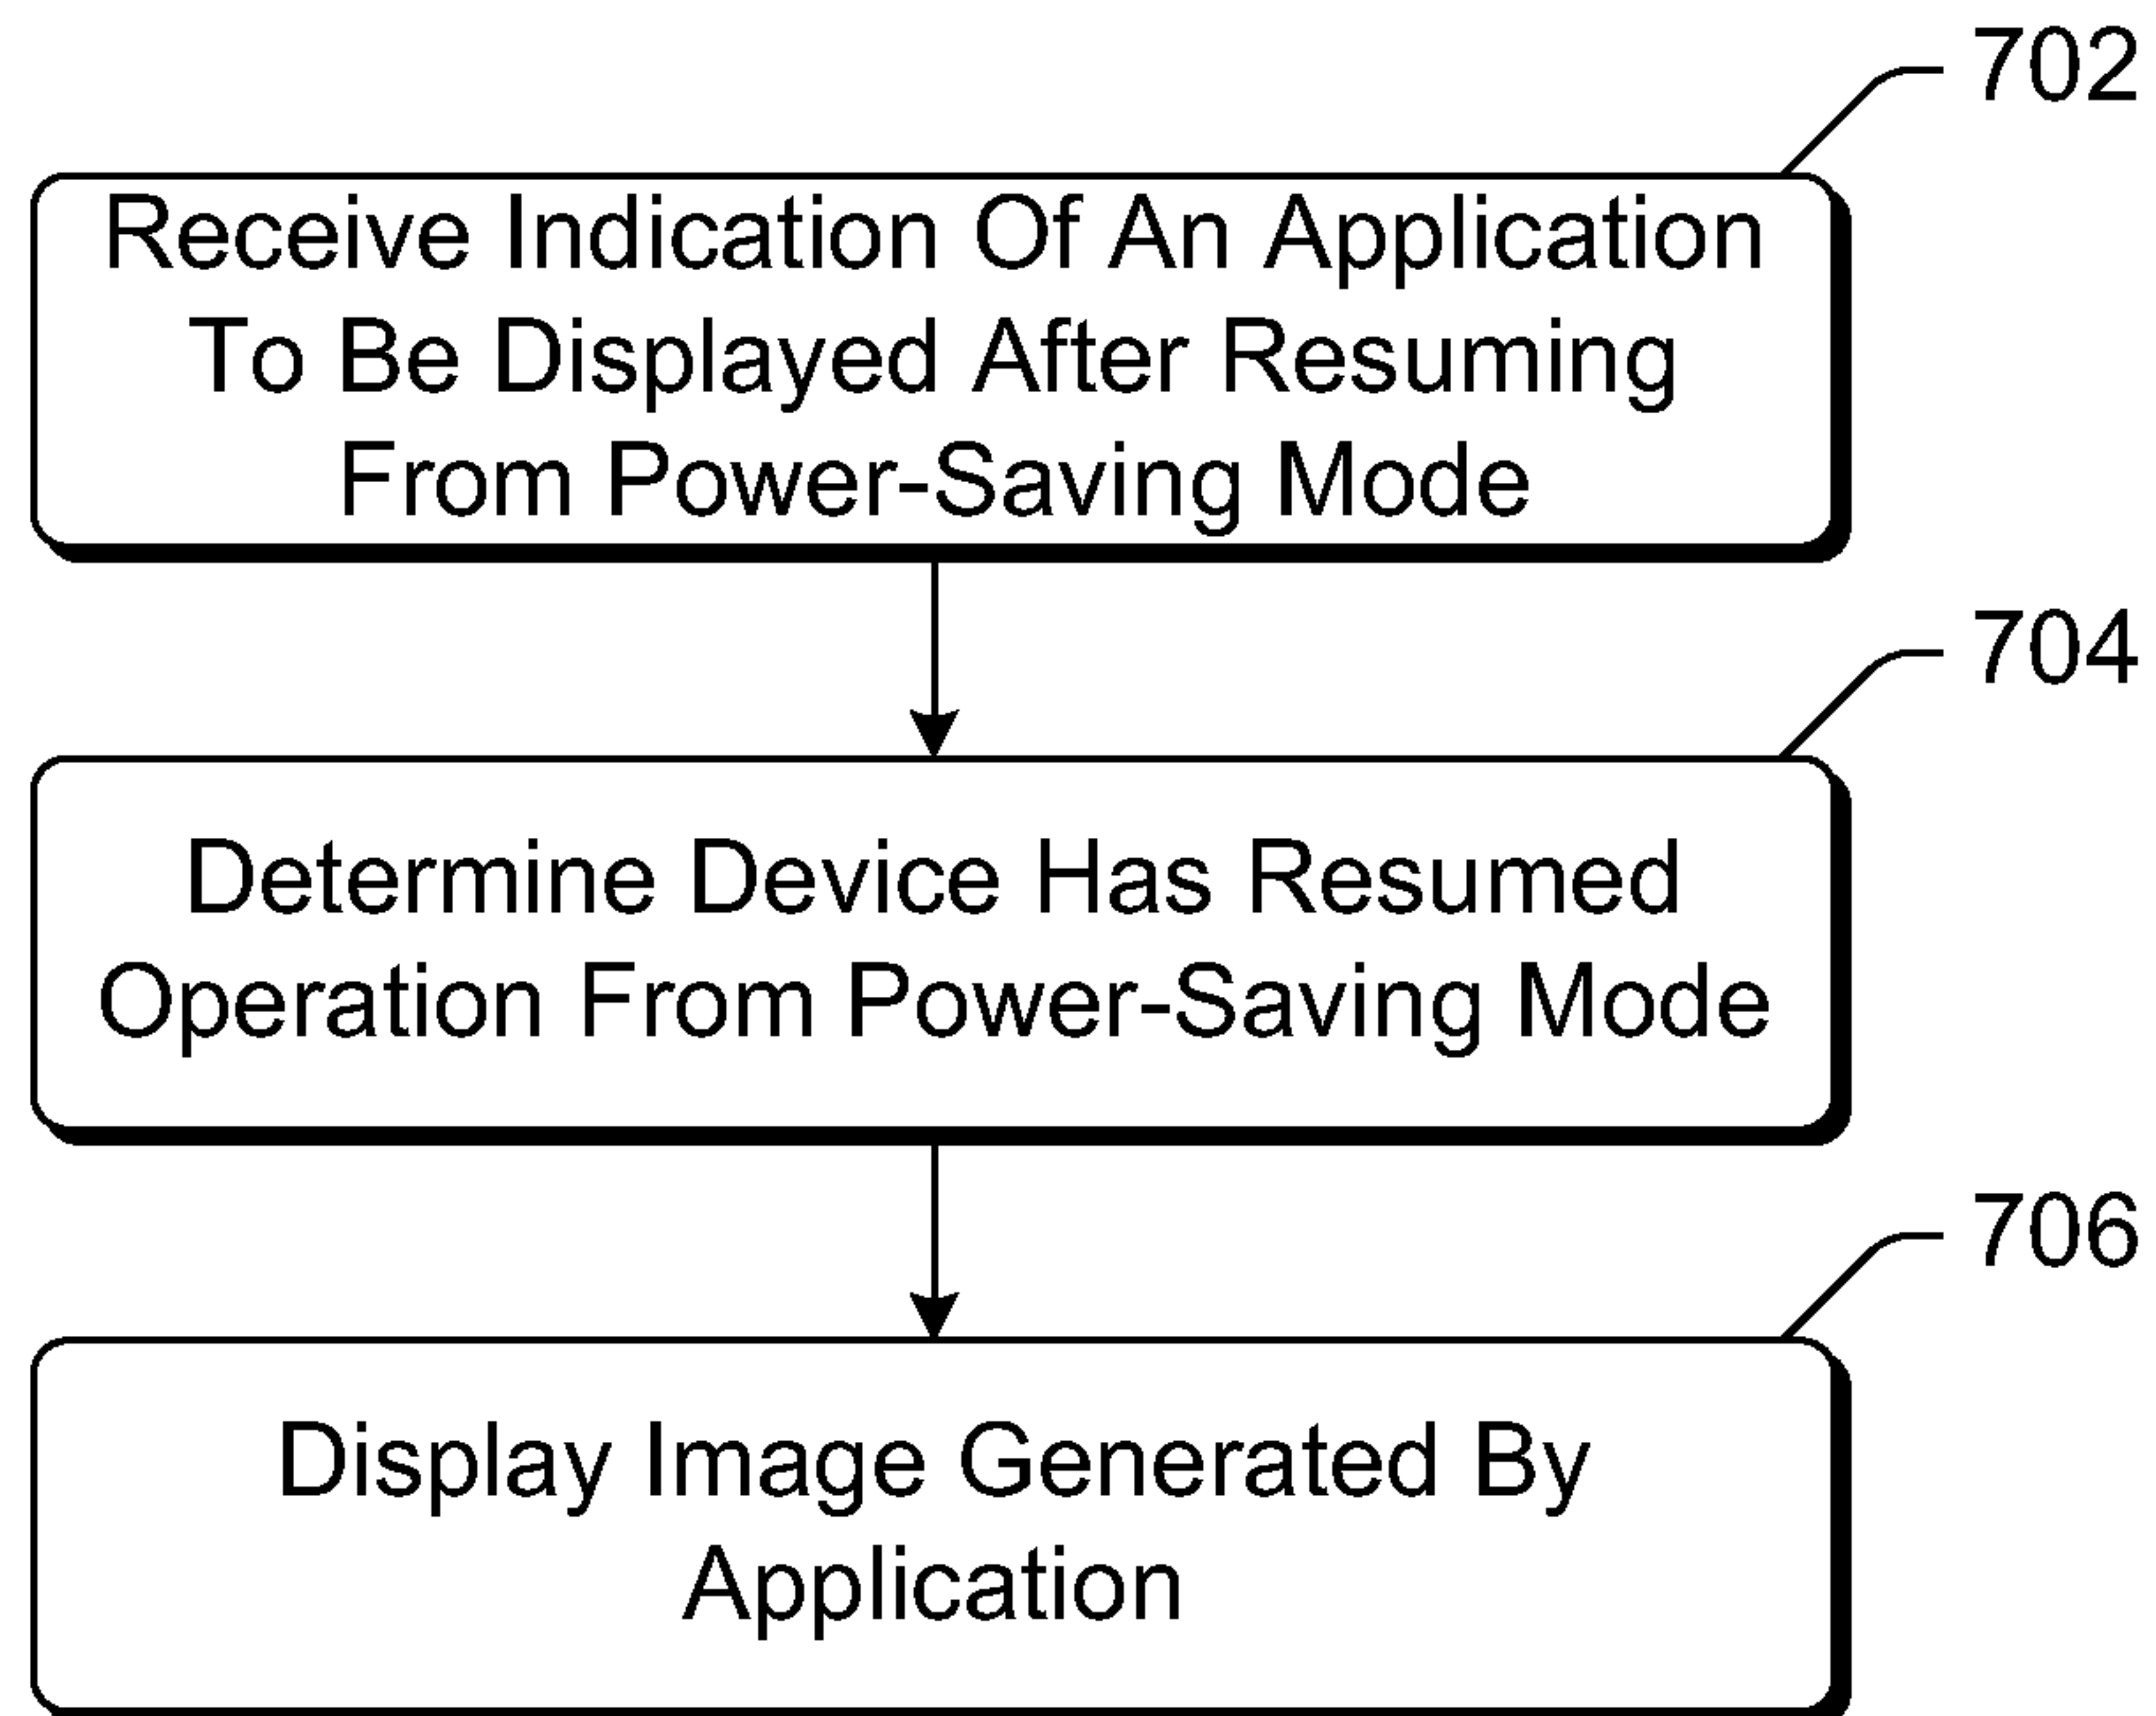 702
Receive Indication Of An Application
To Be Displayed After Resuming
From Power-Saving Mode
704
Determine Device Has Resumed
Operation From Power-Saving Mode
706
Display Image Generated By
Application